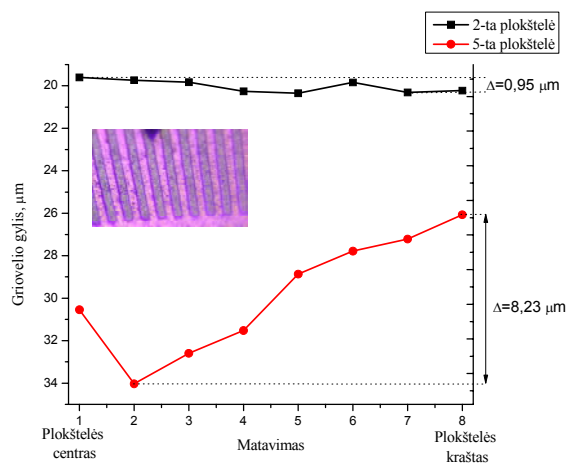 2-ta plokštelė
5-ta plokštelė
Griovelio gylis, µm
20
22
24
26
28
30
32
34
Δ=0,95 µm
Δ=8,23 µm
1 2 3 4 5 6 7 8
Plokštelės
centras
Matavimas
Plokštelės
kraštas